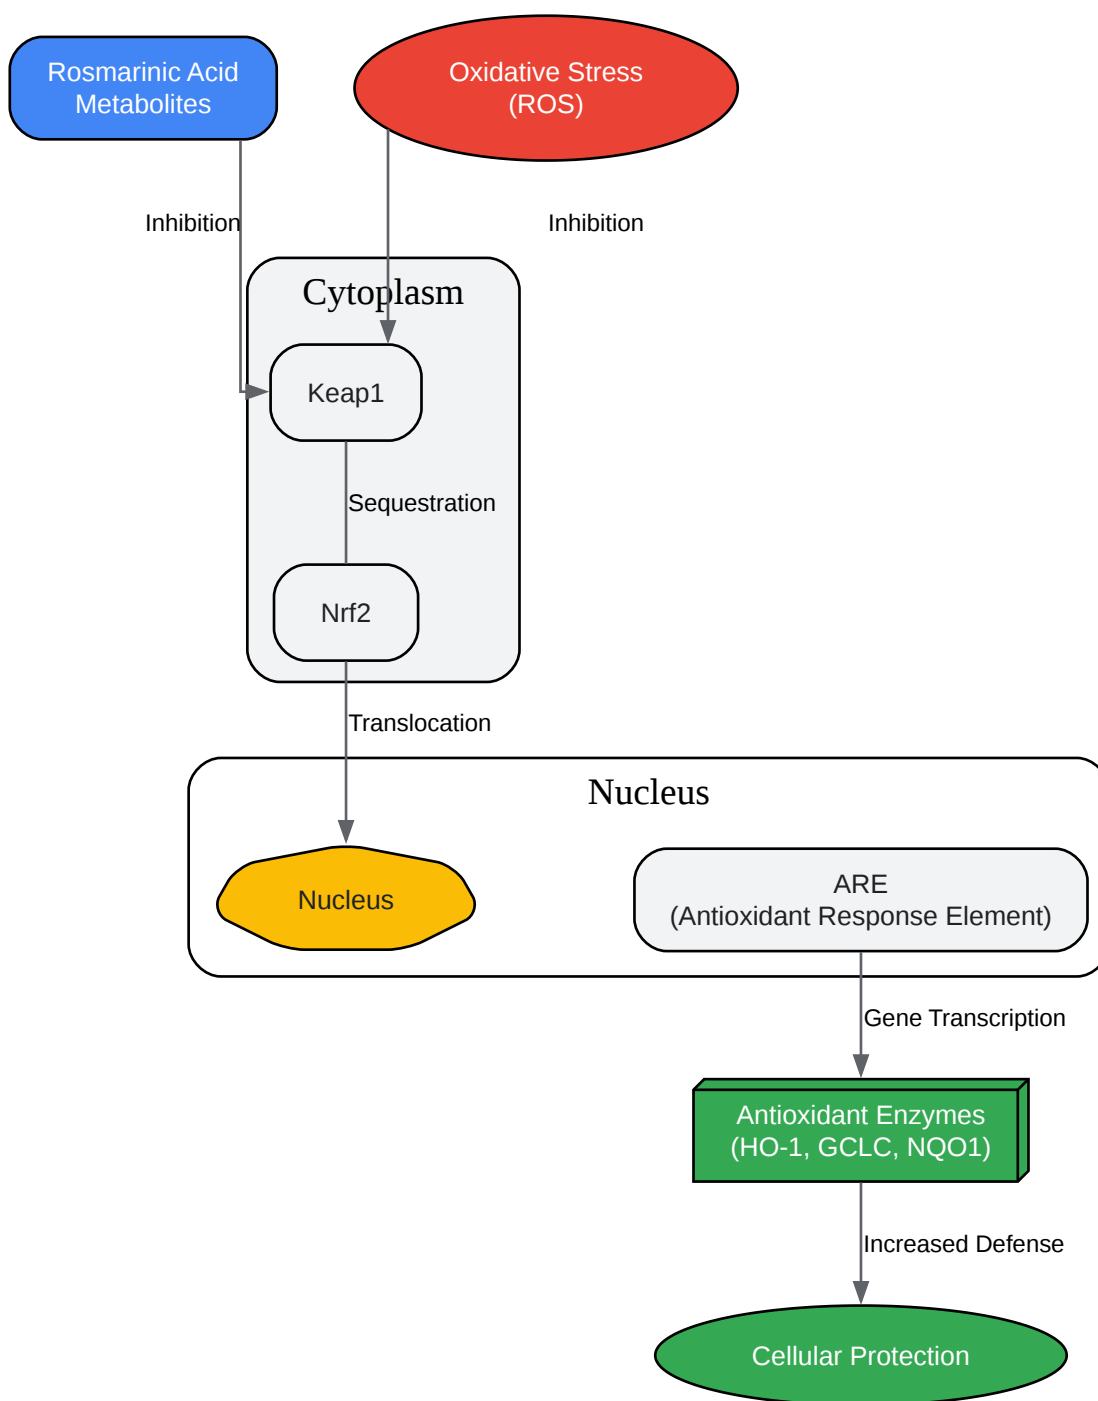 Rosmarinic Acid
Metabolites
Oxidative Stress
(ROS)
Inhibition
Inhibition
Cytoplasm
Keap1
Sequestration
Nrf2
Translocation
Nucleus
Nucleus
ARE
(Antioxidant Response Element)
Gene Transcription
Antioxidant Enzymes
(HO-1, GCLC, NQO1)
Increased Defense
Cellular Protection